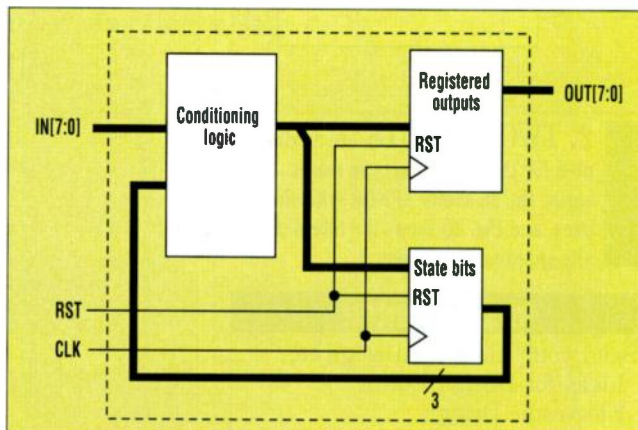 IN[7:0]
Conditioning
logic
Registered
outputs
RST
OUT[7:0]
State bits
RST
RST
CLK
3